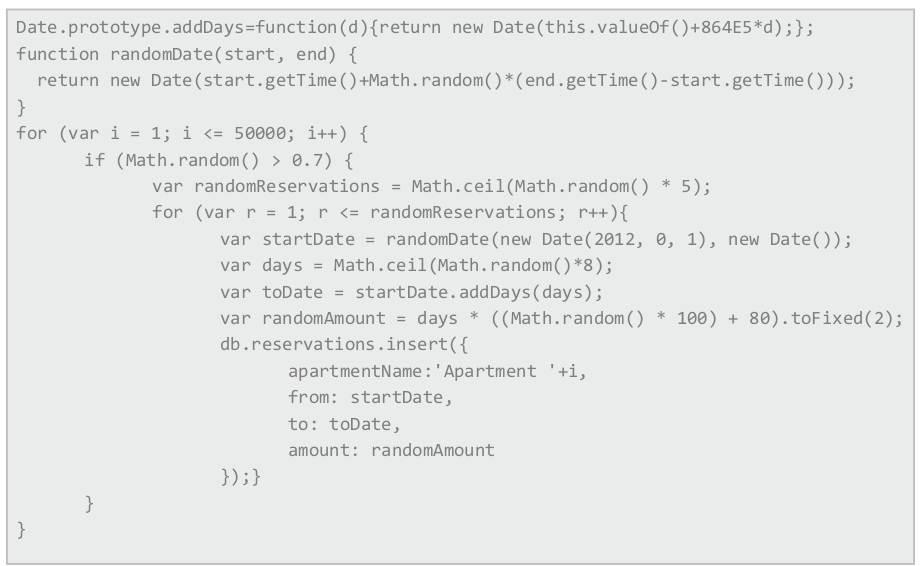 Date.prototype.addDays=function(d){return new Date(this.valueOf()+864E5*d);};
function randomDate(start, end) {
  return new Date(start.getTime()+Math.random()*(end.getTime()-start.getTime()));
}
for (var i = 1; i <= 50000; i++) {
      if (Math.random() > 0.7) {
            var randomReservations = Math.ceil(Math.random() * 5);
            for (var r = 1; r <= randomReservations; r++){
                  var startDate = randomDate(new Date(2012, 0, 1), new Date());
                  var days = Math.ceil(Math.random()*8);
                  var toDate = startDate.addDays(days);
                  var randomAmount = days * ((Math.random() * 100) + 80).toFixed(2);
                  db.reservations.insert({
                        apartmentName:'Apartment '+i,
                        from: startDate,
                        to: toDate,
                        amount: randomAmount
                  });}
      }
}